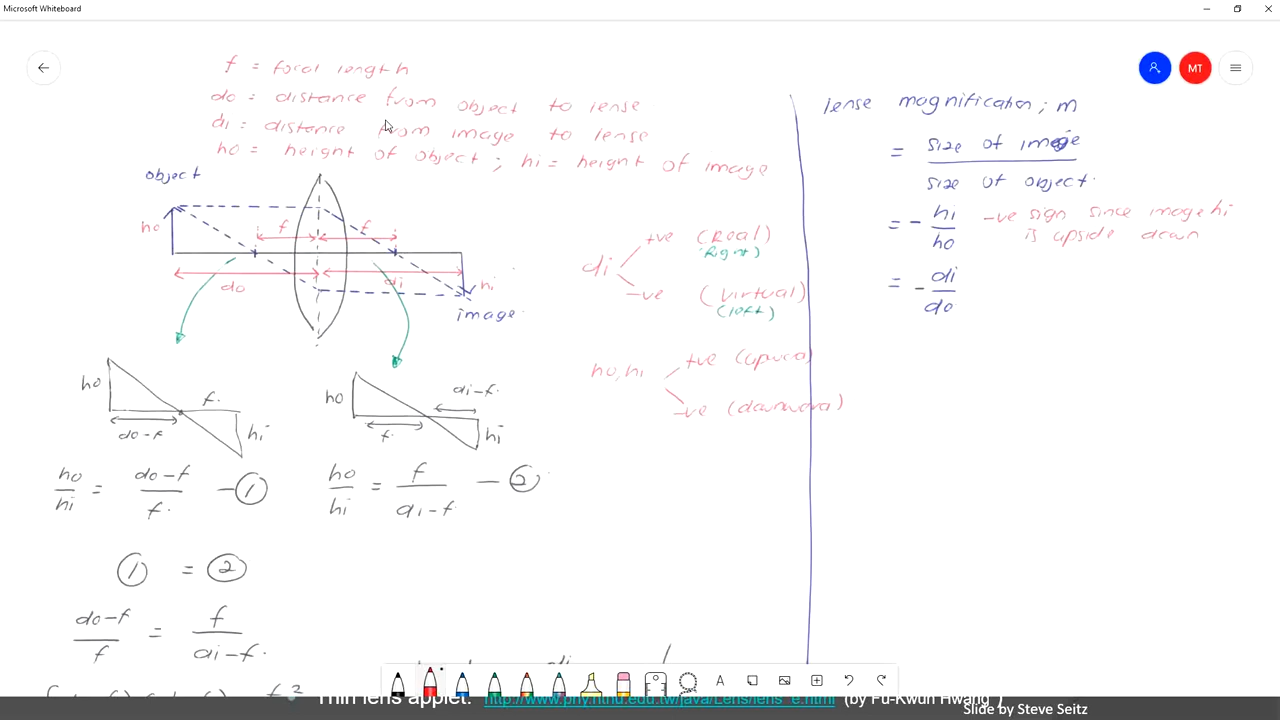 Microsoft Whiteboard
MT
f = focal length
do = distance from object to lense
di = distance from image to lense
ho = height of object ; hi = height of image
object
ho
f
f
do
di
hi
image
di
+ve (Real)
(Right)
-ve (virtual)
(left)
ho, hi
+ve (upward)
-ve (downward)
ho
f
do-f
hi
ho
di-f
f
hi
ho/hi = do-f/f - ①
ho/hi = f/di-f - ②
① = ②
do-f/f = f/di-f
lense magnification, m
= size of image
size of object
= - hi/ho -ve sign since image hi
is upside down
= - di/do
Thin lens applet: http://www.phy.ntnu.edu.tw/java/Lens/lens_e.html (by Fu-Kwun Hwang )
Slide by Steve Seitz